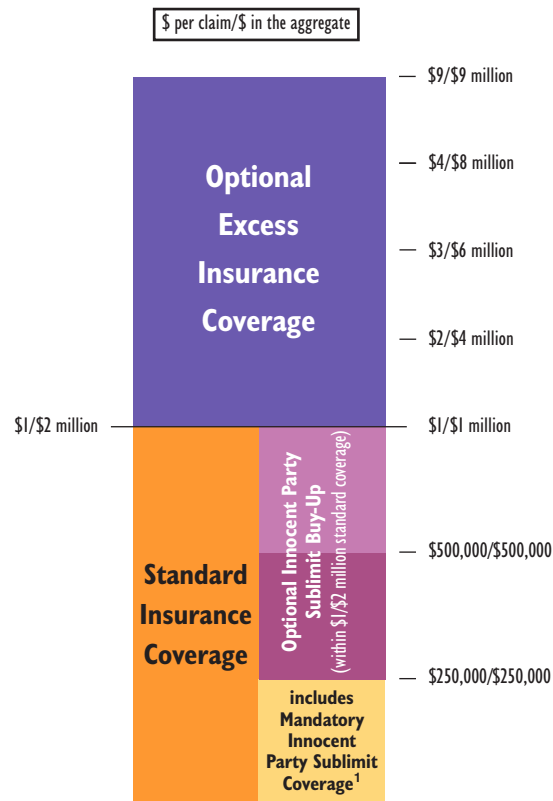 $ per claim/$ in the aggregate
$9/$9 million
$4/$8 million
$3/$6 million
$2/$4 million
Optional
Excess
Insurance
Coverage
$1/$2 million
$1/$1 million
$500,000/$500,000
$250,000/$250,000
Standard
Insurance
Coverage
Optional Innocent Party
Sublimit Buy-Up
(within $1/$2 million standard coverage)
includes
Mandatory
Innocent
Party Sublimit
Coverage1